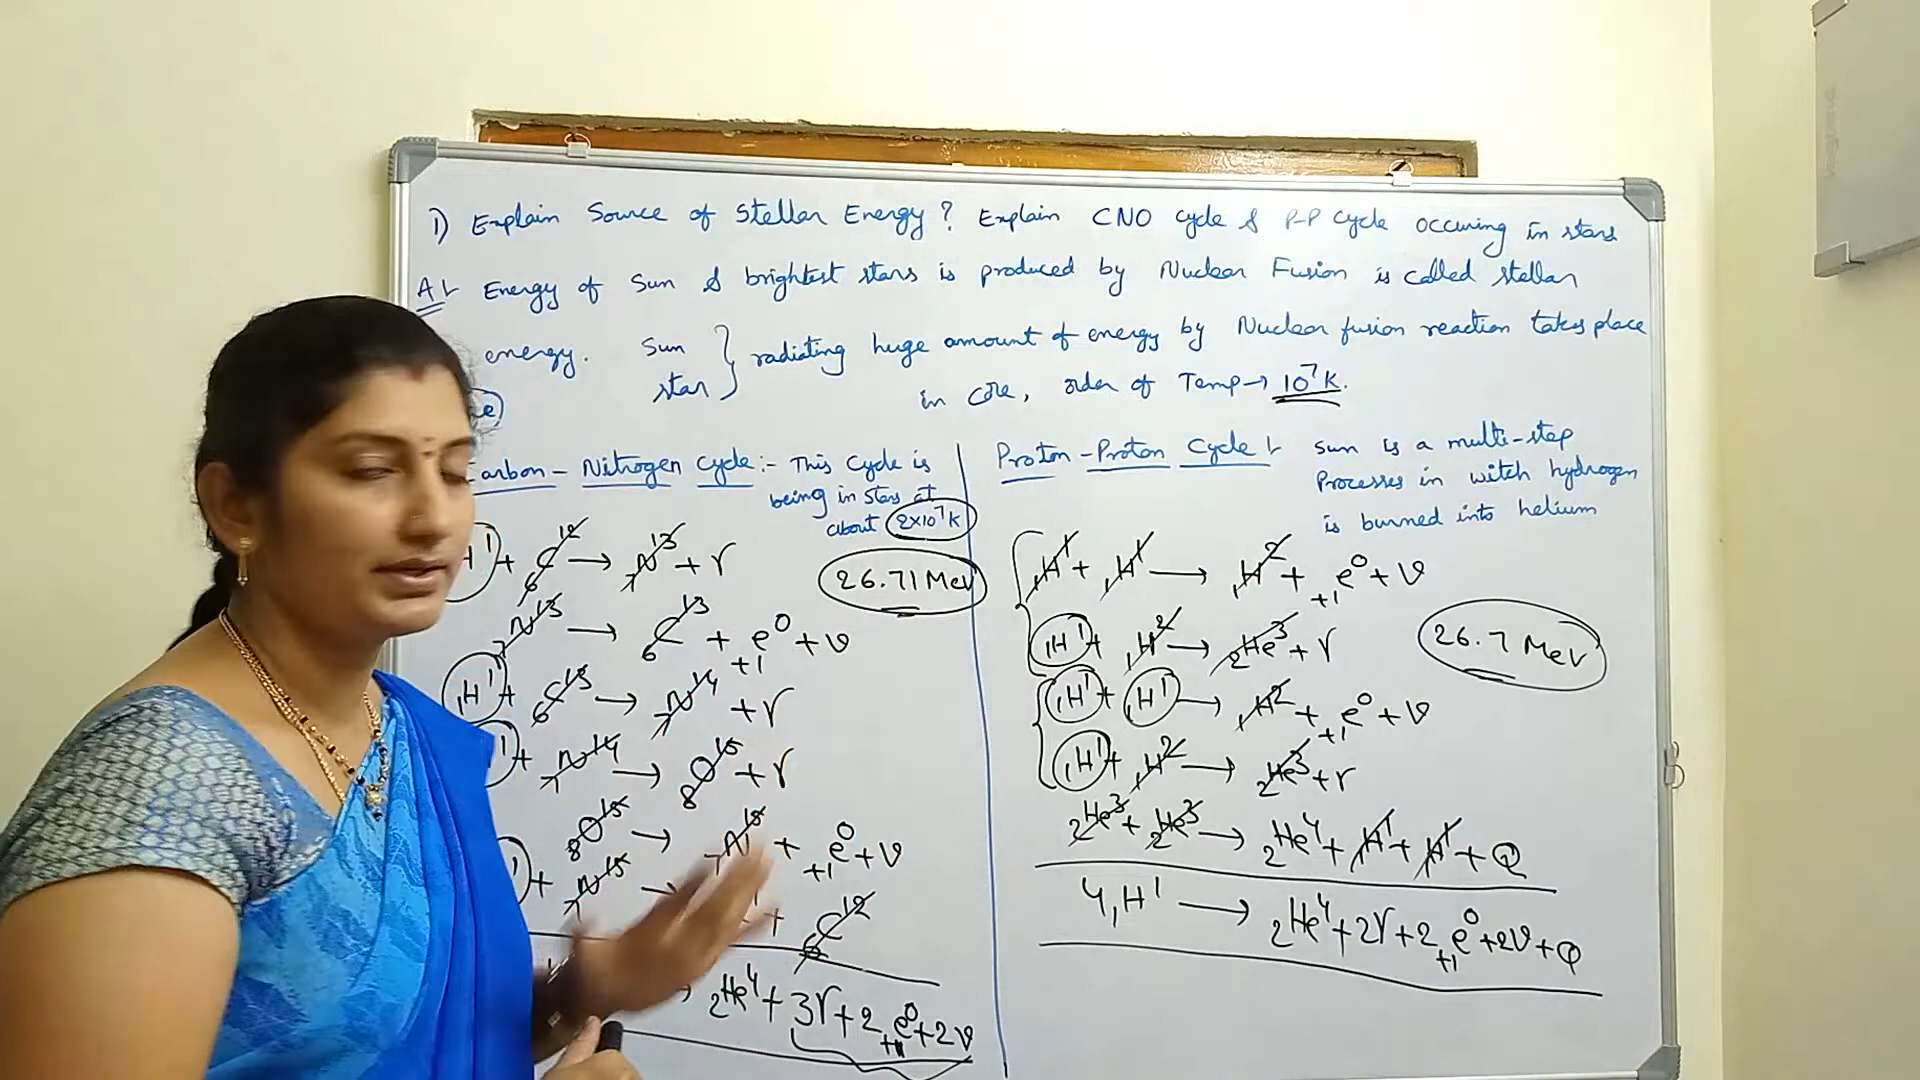 1) Explain Source of Stellar Energy? Explain CNO cycle & P-P cycle occuring in stars
A) Energy of Sun & brightest stars is produced by Nuclear Fusion is called stellar
energy. Sun star } radiating huge amount of energy by Nuclear fusion reaction takes place
in core, order of Temp → 10⁷ K.
Carbon - Nitrogen Cycle :- This Cycle is
being in stars at
about 2×10⁷ K
26.71 MeV
H¹ + ₆C¹² → ₇N¹³ + γ
₇N¹³ → ₆C¹³ + ₊₁e⁰ + ν
₁H¹ + ₆C¹³ → ₇N¹⁴ + γ
¹ + ₇N¹⁴ → ₈O¹⁵ + γ
₈O¹⁵ → ₇N¹⁵ + ₊₁e⁰ + ν
¹ + ₇N¹⁵ → + ₆C¹²
→ ₂He⁴ + 3γ + 2 ₊₁e⁰ + 2ν
Proton - Proton Cycle :- Sun is a multi-step
Processes in witch hydrogen
is burned into helium
₁H¹ + ₁H¹ → ₁H² + ₊₁e⁰ + ν
₁H¹ + ₁H² → ₂He³ + γ
26.7 MeV
₁H¹ + ₁H¹ → ₁H² + ₊₁e⁰ + ν
₁H¹ + ₁H² → ₂He³ + γ
₂He³ + ₂He³ → ₂He⁴ + ₁H¹ + ₁H¹ + Q
4 ₁H¹ → ₂He⁴ + 2γ + 2 ₊₁e⁰ + 2ν + Q